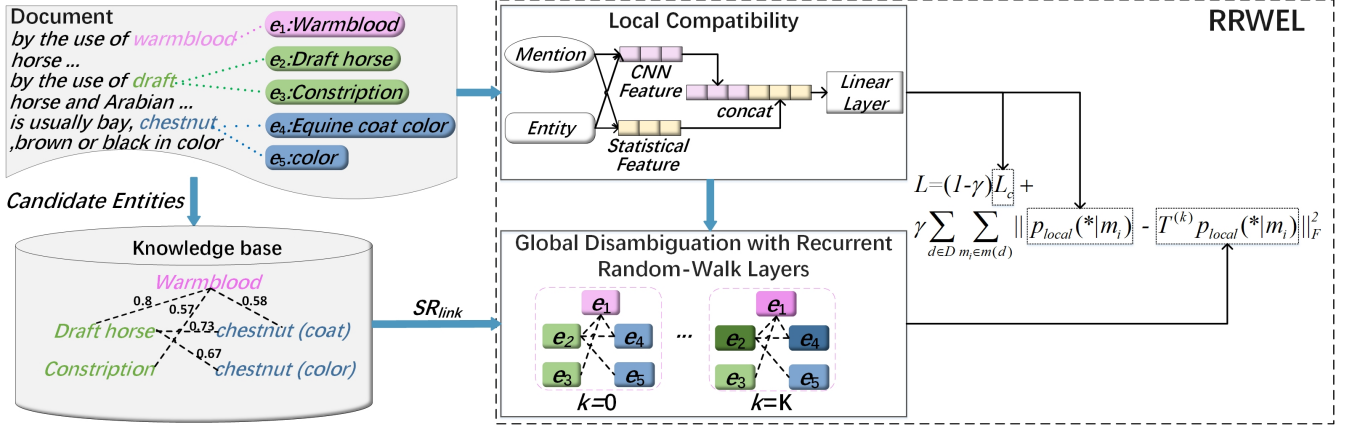 Document
by the use of warmblood
horse ...
by the use of draft
horse and Arabian ...
is usually bay, chestnut
,brown or black in color
e1:Warmblood
e2:Draft horse
e3:Constription
e4:Equine coat color
e5:color
Candidate Entities
Knowledge base
Warmblood
0.8
0.57
0.58
Draft horse
0.73
chestnut (coat)
0.67
Constription
chestnut (color)
SRlink
RRWEL
Local Compatibility
Mention
Entity
CNN
Feature
Statistical
Feature
concat
Linear
Layer
Global Disambiguation with Recurrent
Random-Walk Layers
e1
e2
e4
e3
e5
k=0
...
e1
e2
e4
e3
e5
k=K
L=(1-γ)Lc +
γ∑d∈D ∑mi∈m(d) || plocal(*|mi) - T(k) plocal(*|mi) ||²F